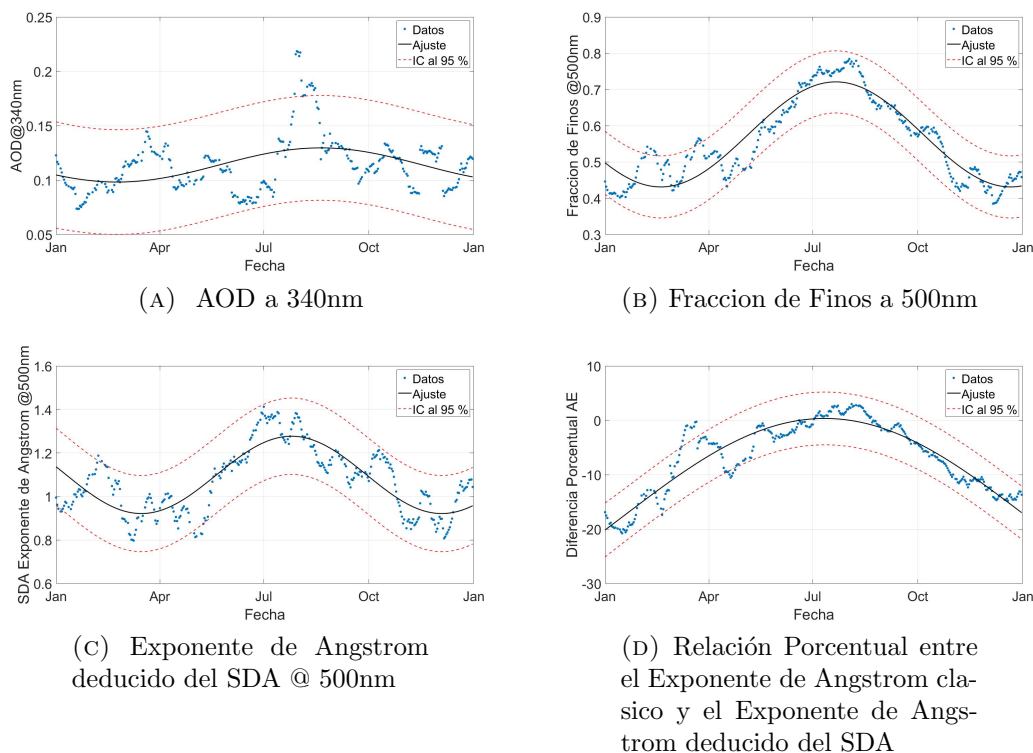 0.25
0.2
0.15
0.1
0.05
AOD@340nm
Jan
Apr
Jul
Oct
Jan
Fecha
Datos
Ajuste
IC al 95 %
(A) AOD a 340nm
0.9
0.8
0.7
0.6
0.5
0.4
0.3
Fraccion de Finos @500nm
Jan
Apr
Jul
Oct
Jan
Fecha
Datos
Ajuste
IC al 95 %
(B) Fraccion de Finos a 500nm
1.6
1.4
1.2
1
0.8
0.6
SDA Exponente de Angstrom @500nm
Jan
Apr
Jul
Oct
Jan
Fecha
Datos
Ajuste
IC al 95 %
(C) Exponente de Angstrom
deducido del SDA @ 500nm
10
0
-10
-20
-30
Diferencia Porcentual AE
Jan
Apr
Jul
Oct
Jan
Fecha
Datos
Ajuste
IC al 95 %
(D) Relación Porcentual entre
el Exponente de Angstrom cla-
sico y el Exponente de Angs-
trom deducido del SDA